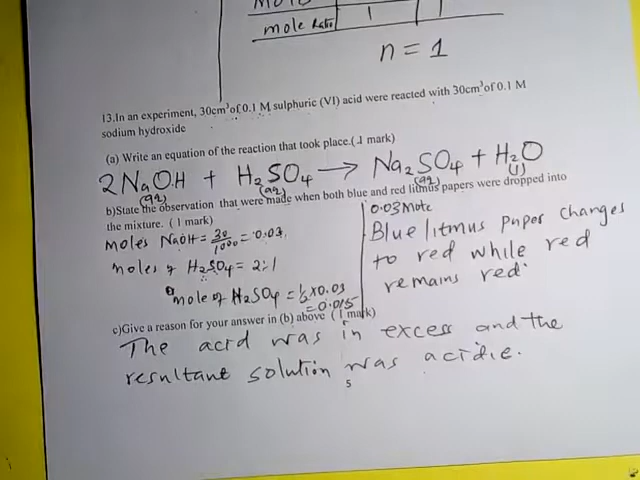 mole Ratio 1 1
n = 1
13.In an experiment, 30cm³of 0.1 M sulphuric (VI) acid were reacted with 30cm³of 0.1 M
sodium hydroxide
(a) Write an equation of the reaction that took place.(.1 mark)
2NaOH(aq) + H₂SO₄(aq) → Na₂SO₄(aq) + H₂O(l)
b)State the observation that were made when both blue and red litmus papers were dropped into
the mixture. ( 1 mark)
moles NaOH = 30/1000 = 0.03
moles of H₂SO₄ = 2:1
mole of H₂SO₄ = ½ x 0.03
= 0.015
0.03 mole
Blue litmus paper changes
to red while red
remains red
c)Give a reason for your answer in (b) above ( 1 mark)
The acid was in excess and the
resultant solution was acidic.
5